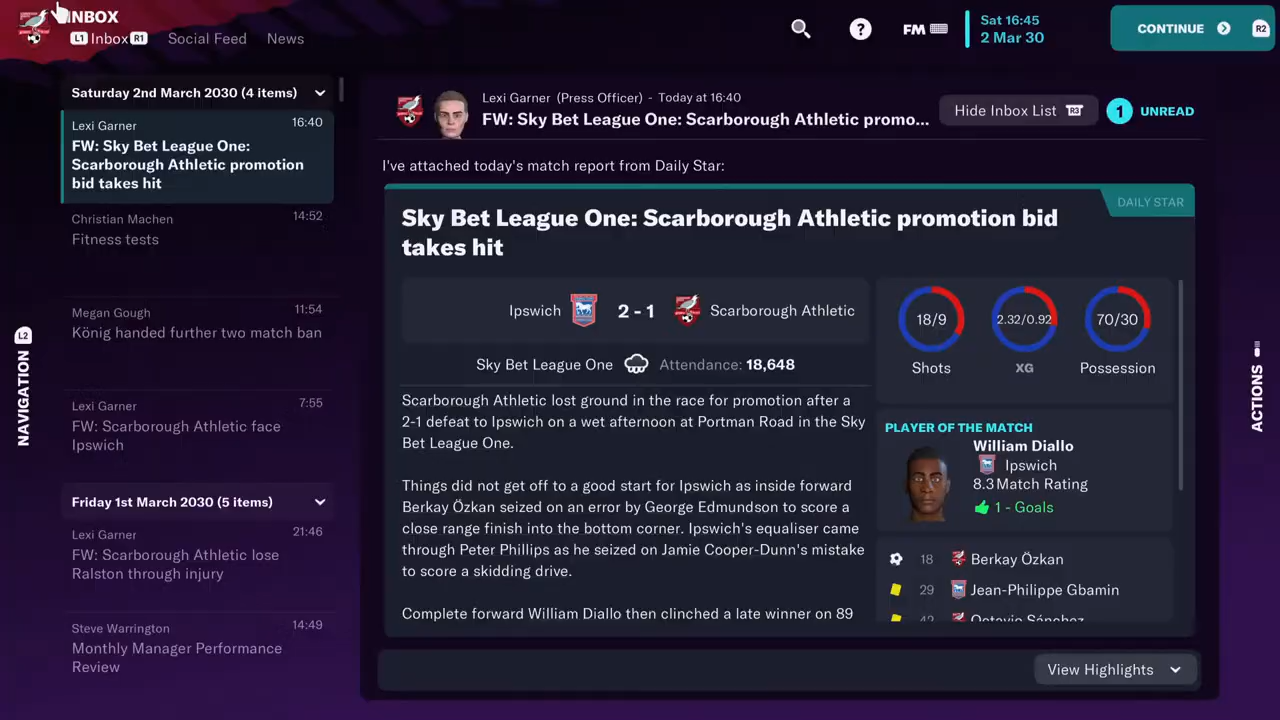 INBOX
L1 Inbox R1 Social Feed News
FM
Sat 16:45
2 Mar 30
CONTINUE R2
Saturday 2nd March 2030 (4 items)
Lexi Garner 16:40
FW: Sky Bet League One:
Scarborough Athletic promotion
bid takes hit
Christian Machen 14:52
Fitness tests
Megan Gough 11:54
König handed further two match ban
Lexi Garner 7:55
FW: Scarborough Athletic face
Ipswich
Friday 1st March 2030 (5 items)
Lexi Garner 21:46
FW: Scarborough Athletic lose
Ralston through injury
Steve Warrington 14:49
Monthly Manager Performance
Review
L2
NAVIGATION
Lexi Garner (Press Officer) - Today at 16:40
FW: Sky Bet League One: Scarborough Athletic promo...
Hide Inbox List R3
1 UNREAD
I've attached today's match report from Daily Star:
DAILY STAR
Sky Bet League One: Scarborough Athletic promotion bid
takes hit
Ipswich 2 - 1 Scarborough Athletic
Sky Bet League One Attendance: 18,648
Scarborough Athletic lost ground in the race for promotion after a
2-1 defeat to Ipswich on a wet afternoon at Portman Road in the Sky
Bet League One.
Things did not get off to a good start for Ipswich as inside forward
Berkay Özkan seized on an error by George Edmundson to score a
close range finish into the bottom corner. Ipswich's equaliser came
through Peter Phillips as he seized on Jamie Cooper-Dunn's mistake
to score a skidding drive.
Complete forward William Diallo then clinched a late winner on 89
18/9 2.32/0.92 70/30
Shots XG Possession
PLAYER OF THE MATCH
William Diallo
Ipswich
8.3 Match Rating
1 - Goals
18 Berkay Özkan
29 Jean-Philippe Gbamin
42 Octavio Sánchez
View Highlights
ACTIONS